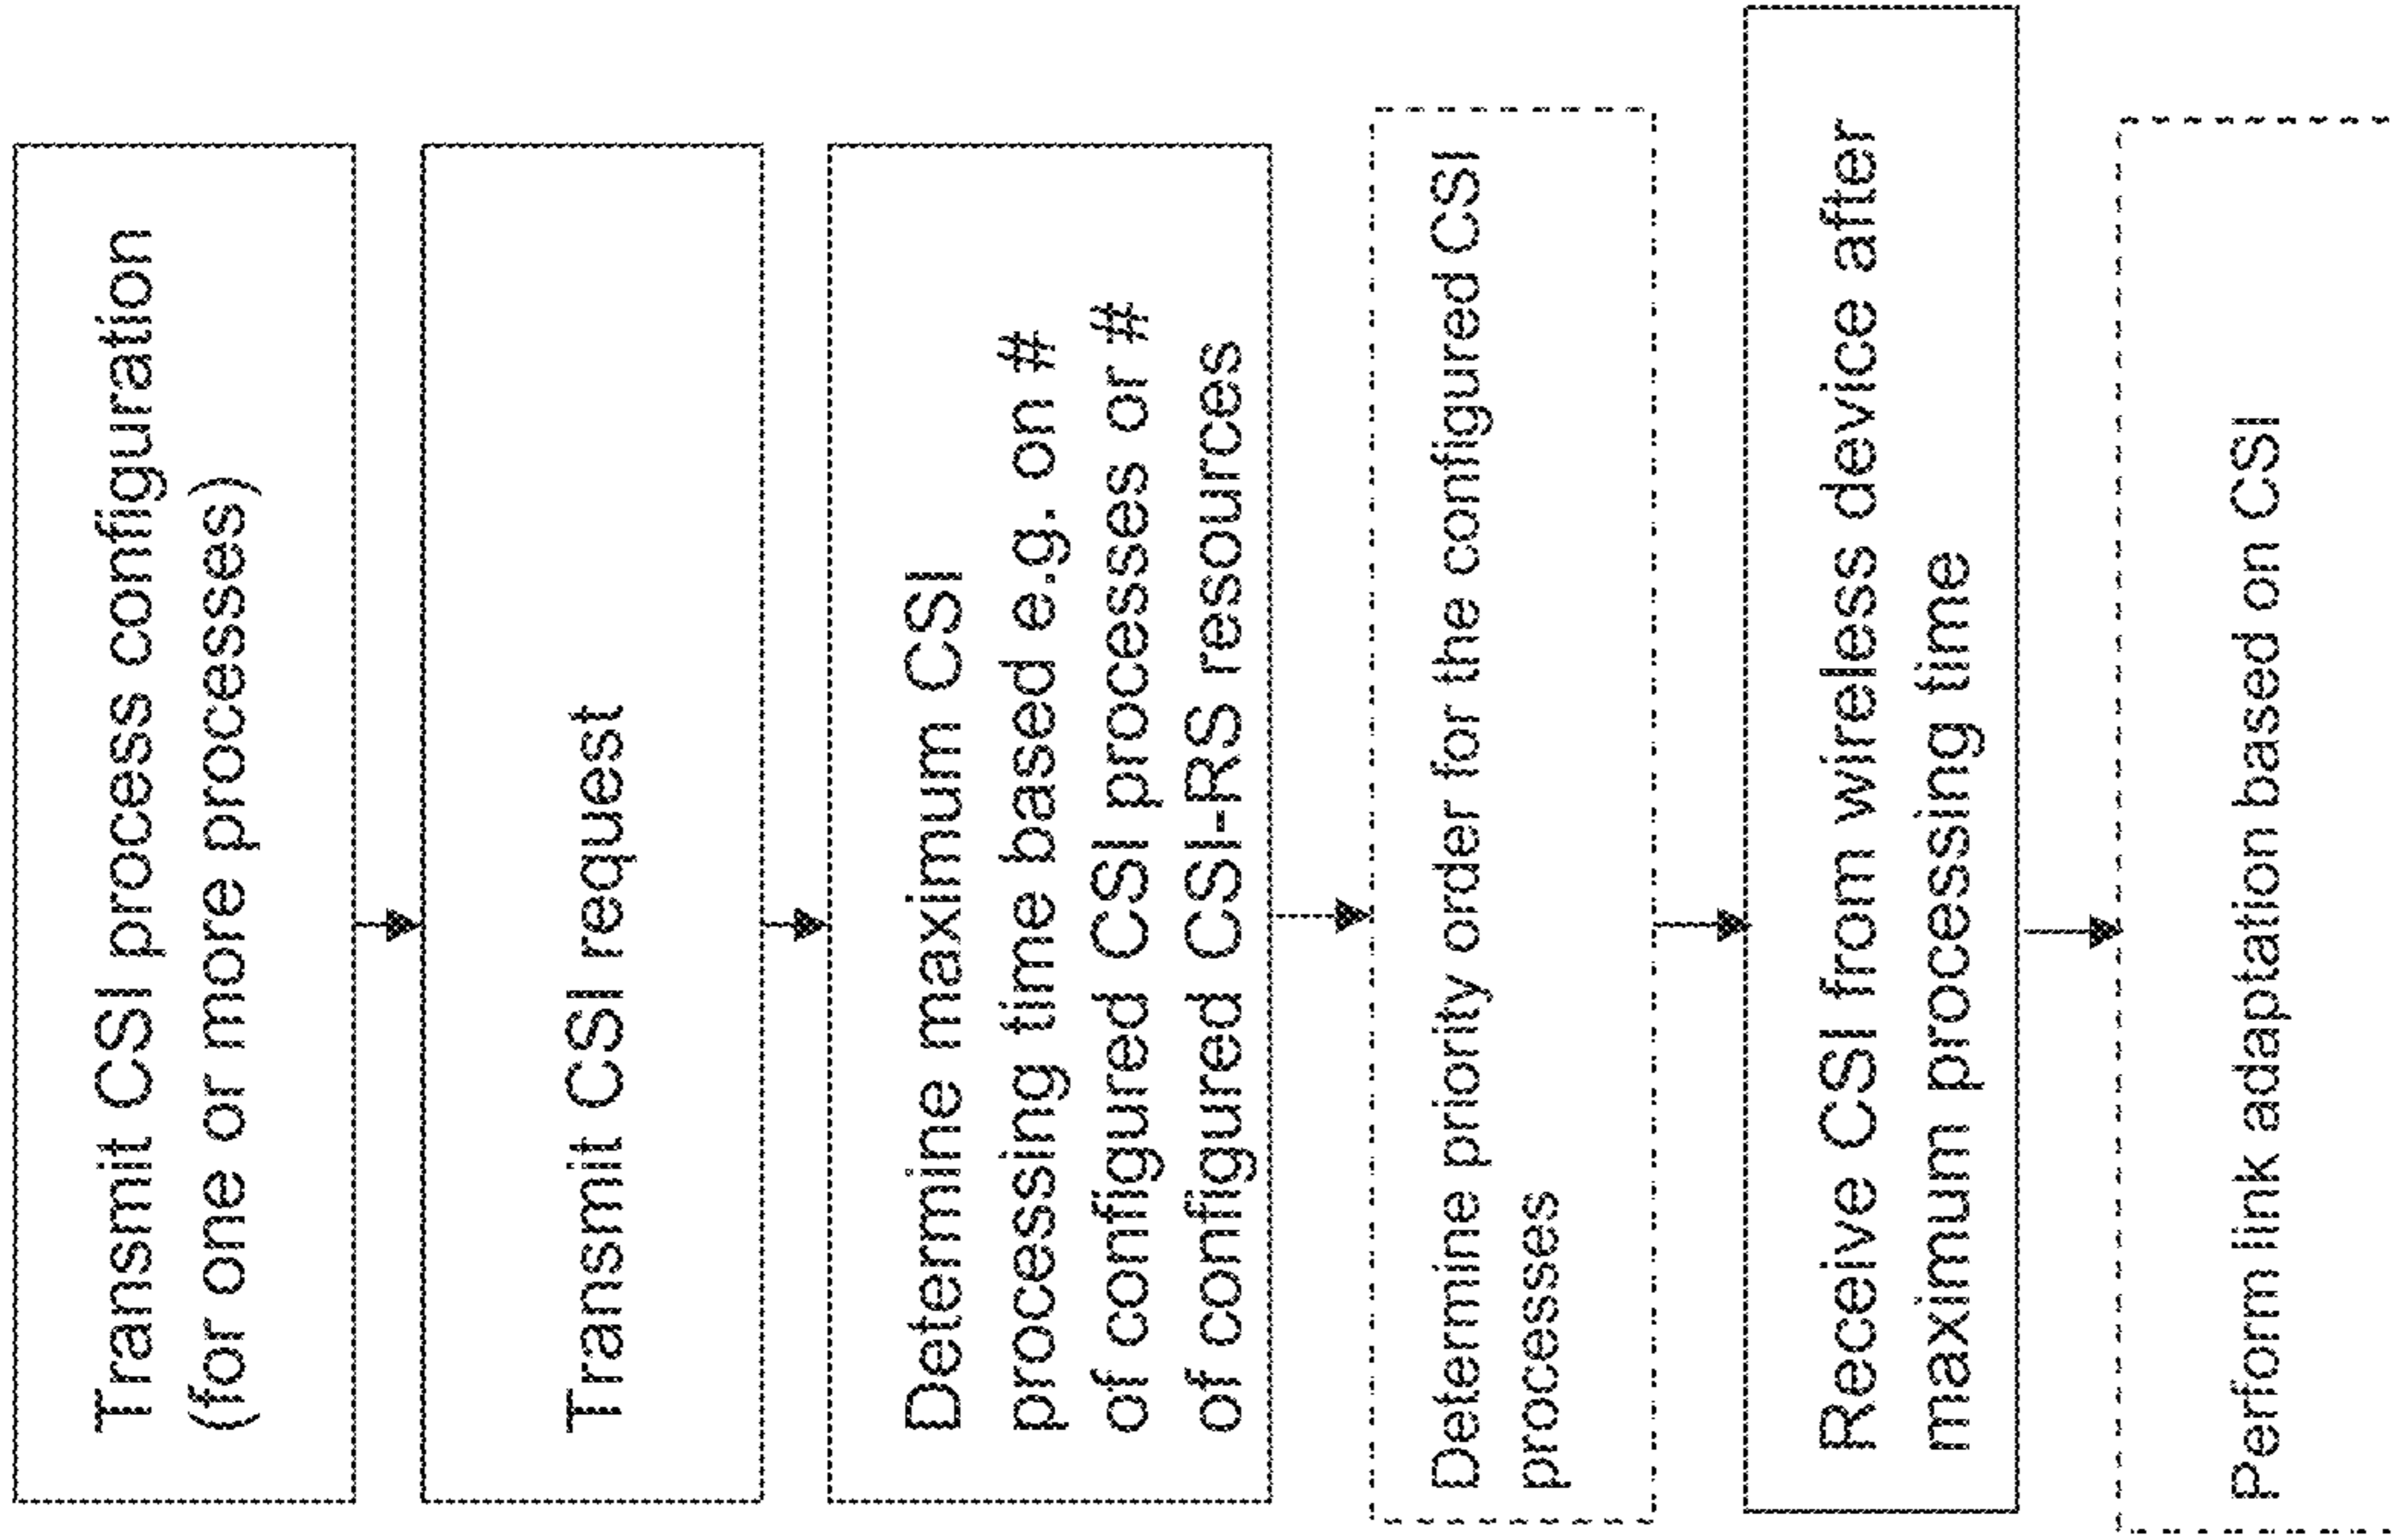 Transmit CSI process configuration
(for one or more processes)
Transmit CSI request
Determine maximum CSI
processing time based e.g. on #
of configured CSI processes or #
of configured CSI-RS resources
Determine priority order for the configured CSI
processes
Receive CSI from wireless device after
maximum processing time
Perform link adaptation based on CSI